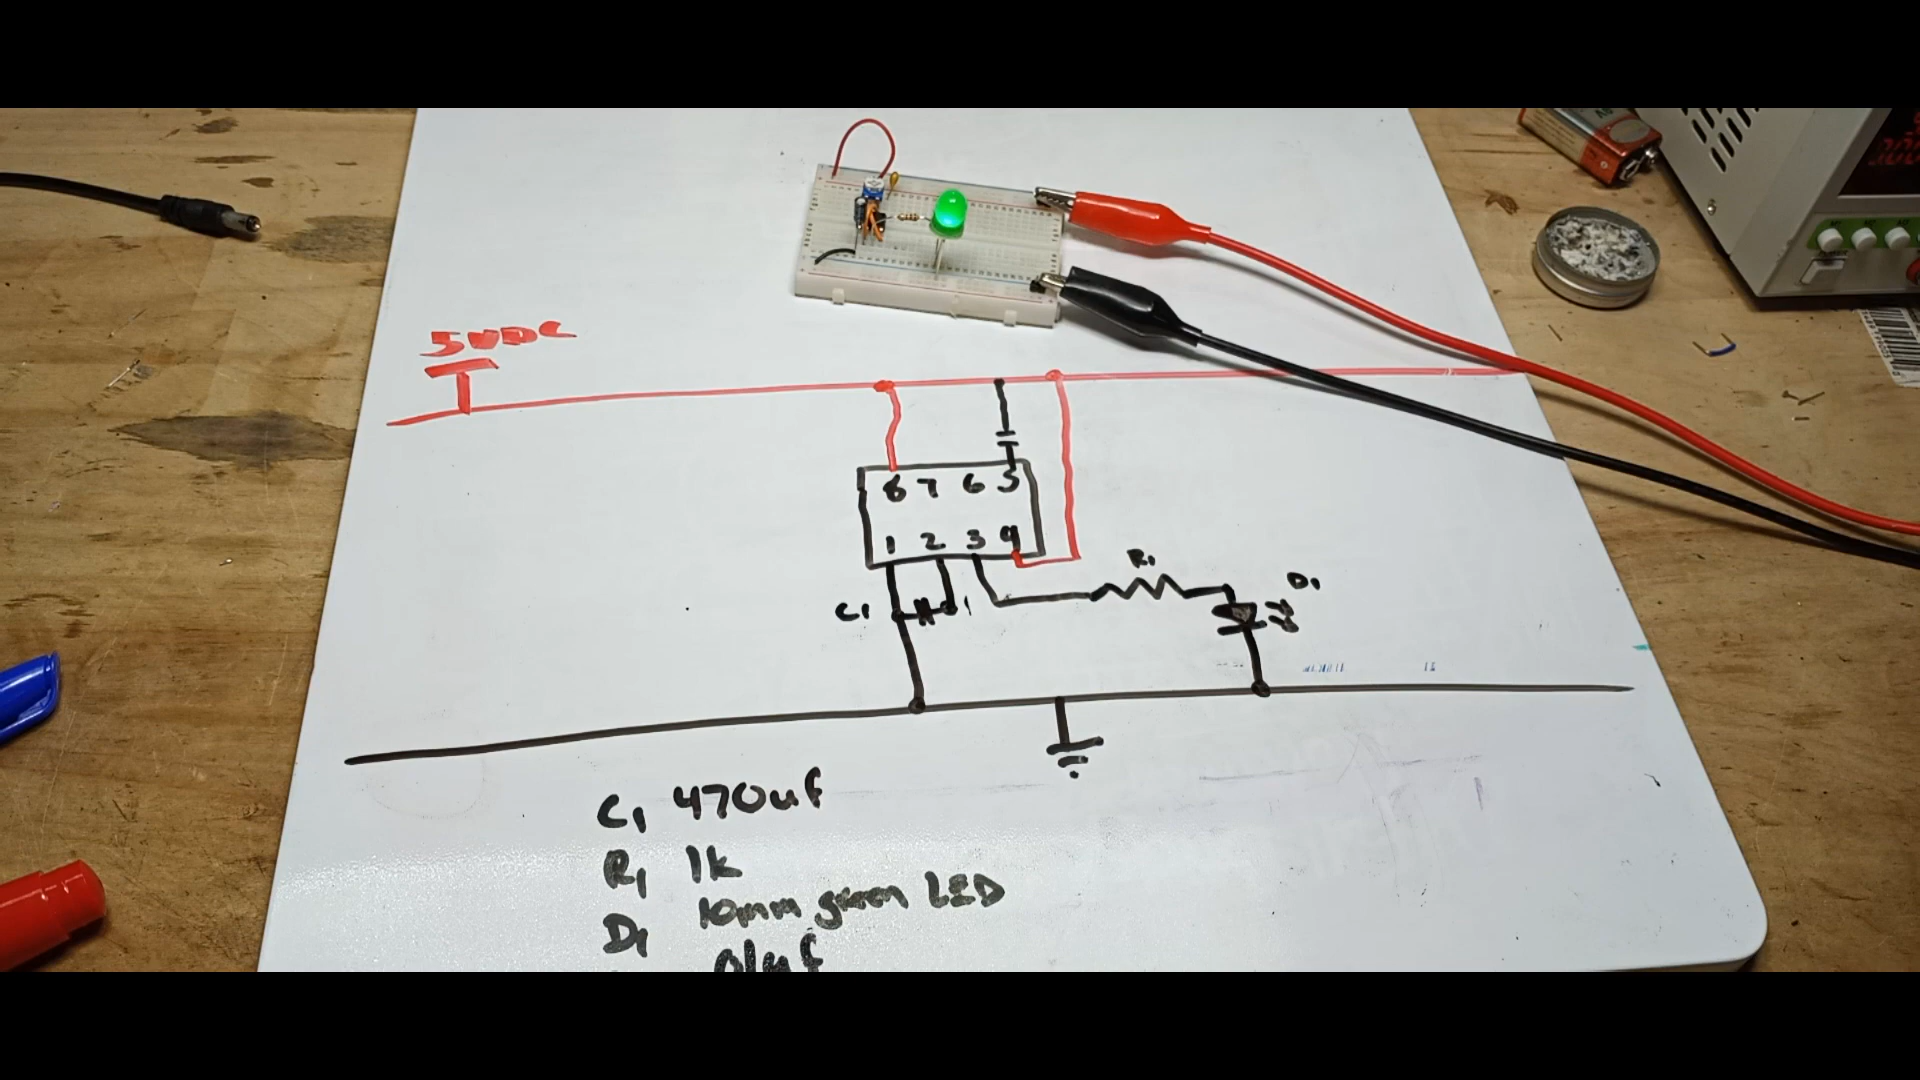 5VDC
8 7 6 5
1 2 3 4
R1
C1
D1
C1 470uf
R1 1k
D1 10mm green LED